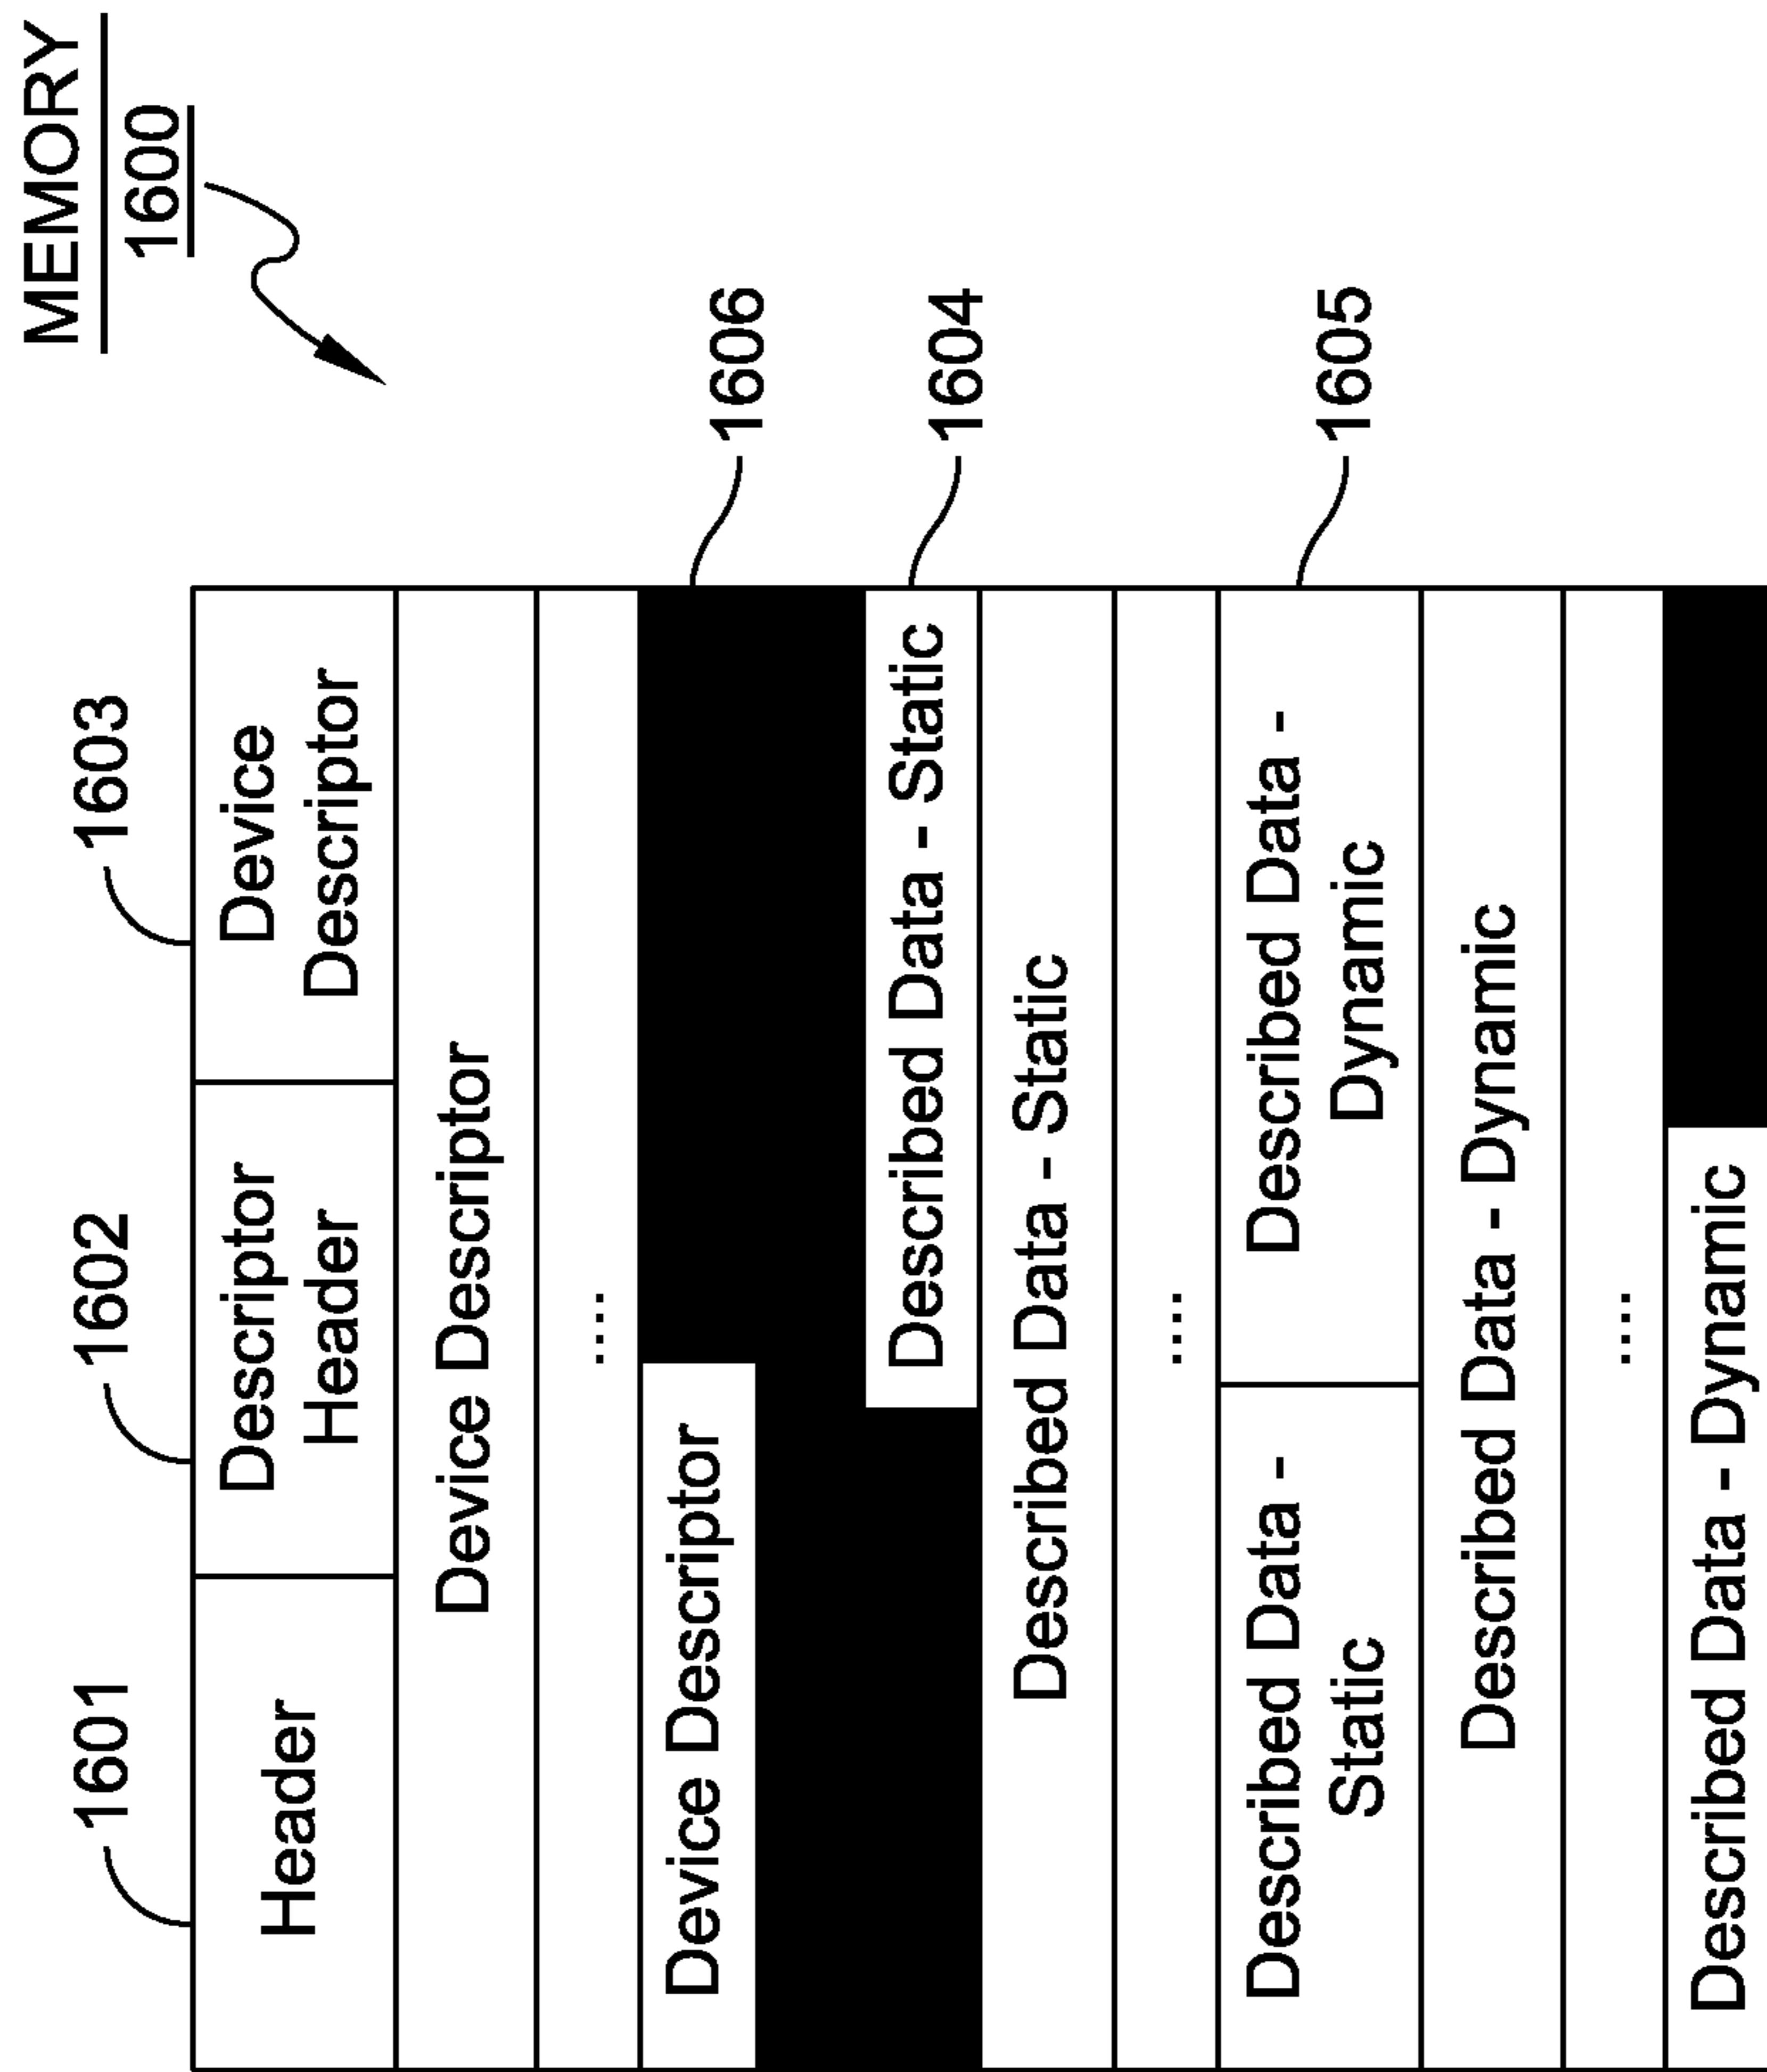 MEMORY
1600
1601
1602
1603
Header
Descriptor
Header
Device
Descriptor
Device Descriptor
....
Device Descriptor
1606
Described Data - Static
1604
Described Data - Static
....
Described Data -
Static
Described Data -
Dynamic
1605
Described Data - Dynamic
....
Described Data - Dynamic